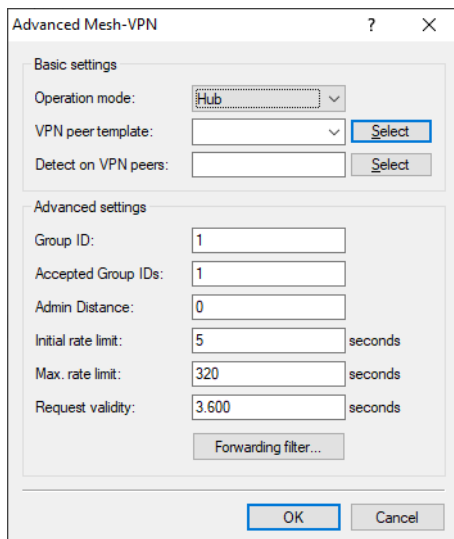 Advanced Mesh-VPN ? ×
Basic settings
Operation mode: Hub
VPN peer template: Select
Detect on VPN peers: Select
Advanced settings
Group ID: 1
Accepted Group IDs: 1
Admin Distance: 0
Initial rate limit: 5 seconds
Max. rate limit: 320 seconds
Request validity: 3.600 seconds
Forwarding filter...
OK Cancel